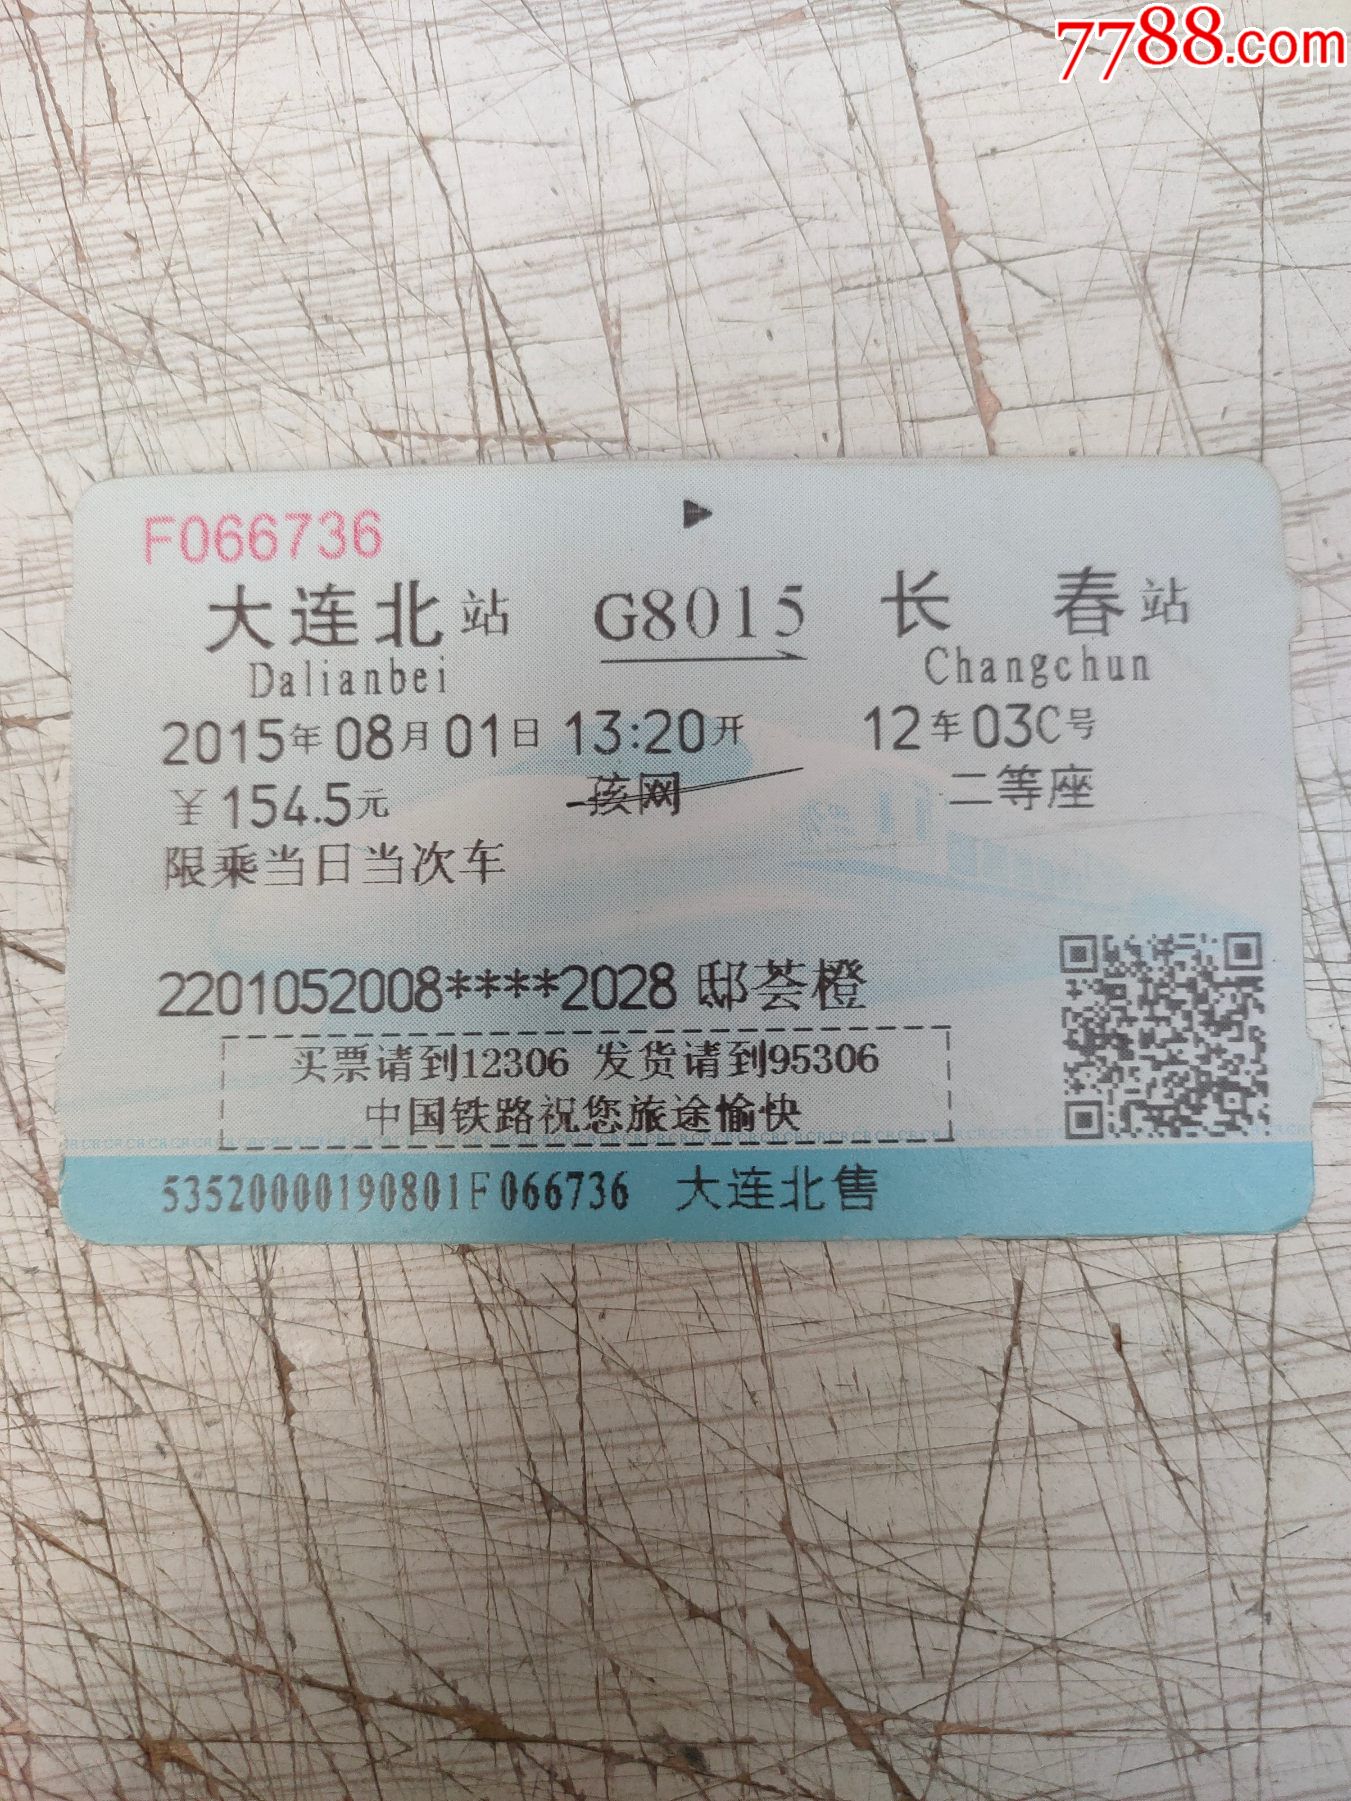 7788.com
F066736
大连北站 G8015 长春站
Dalianbei Changchun
2015年08月01日 13:20开 12车03C号
￥154.5元 孩网 二等座
限乘当日当次车
2201052008****2028 邸荟橙
买票请到12306 发货请到95306
中国铁路祝您旅途愉快
53520000190801F066736 大连北售